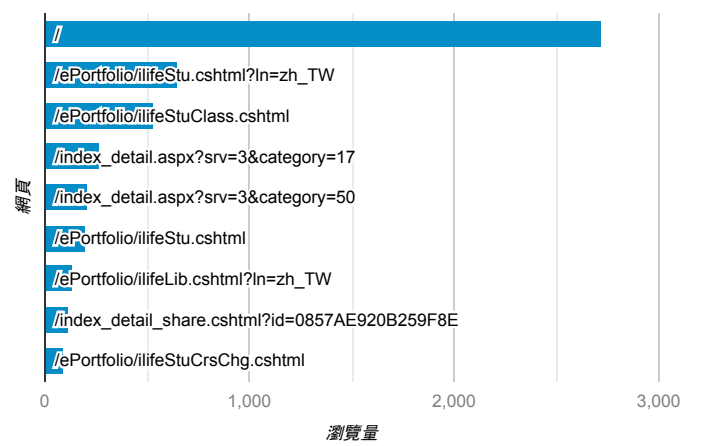 /
/ePortfolio/ilifeStu.cshtml?ln=zh_TW
/ePortfolio/ilifeStuClass.cshtml
/index_detail.aspx?srv=3&category=17
/index_detail.aspx?srv=3&category=50
/ePortfolio/ilifeStu.cshtml
/ePortfolio/ilifeLib.cshtml?ln=zh_TW
/index_detail_share.cshtml?id=0857AE920B259F8E
/ePortfolio/ilifeStuCrsChg.cshtml
網頁
0 1,000 2,000 3,000
瀏覽量